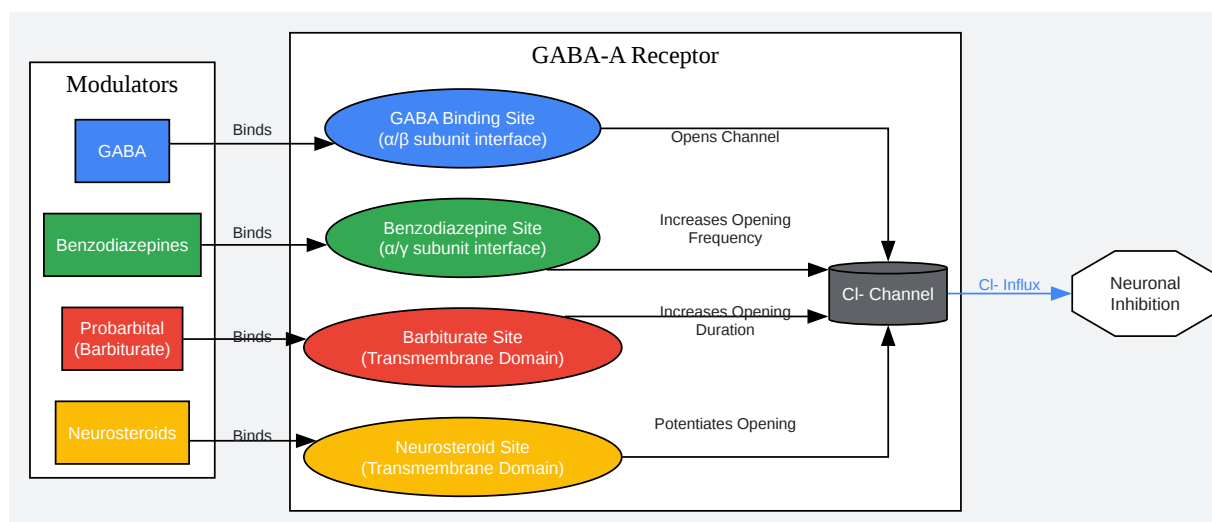 Modulators
GABA
Benzodiazepines
Probarbital
(Barbiturate)
Neurosteroids
Binds
Binds
Binds
Binds
GABA-A Receptor
GABA Binding Site
(α/β subunit interface)
Opens Channel
Benzodiazepine Site
(α/γ subunit interface)
Increases Opening
Frequency
Barbiturate Site
(Transmembrane Domain)
Increases Opening
Duration
Neurosteroid Site
(Transmembrane Domain)
Potentiates Opening
Cl- Channel
Cl- Influx
Neuronal
Inhibition